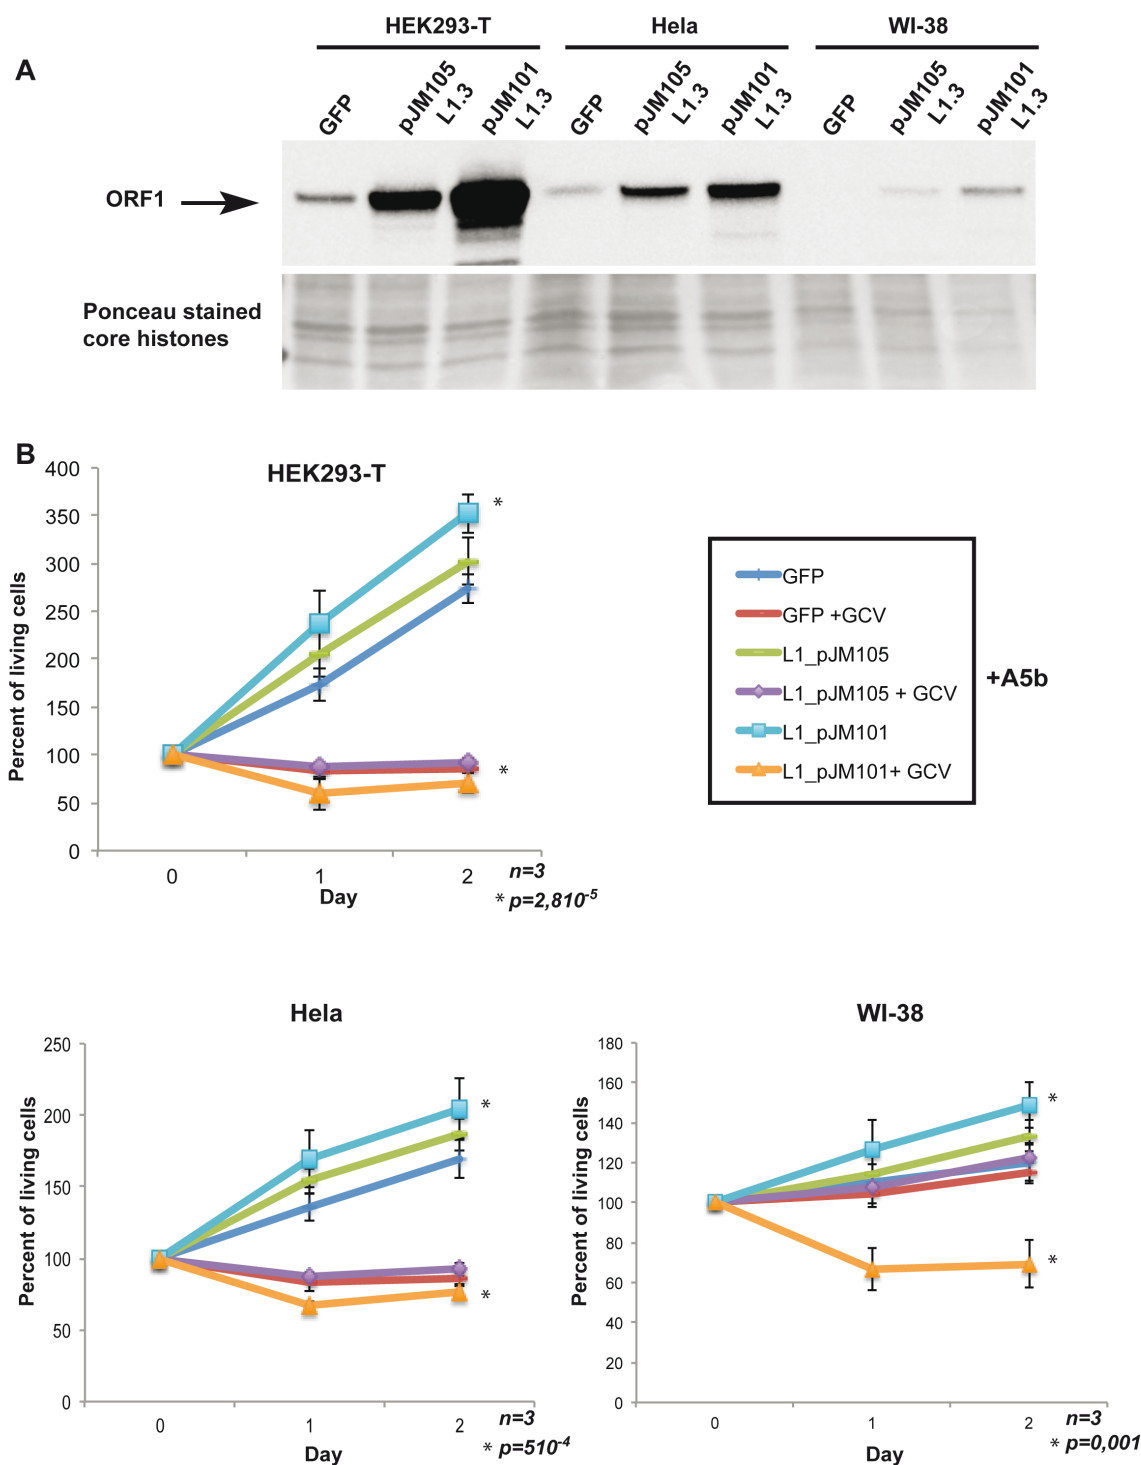 HEK293-T Hela WI-38
A
GFP pJM105 L1.3 pJM101 L1.3 GFP pJM105 L1.3 pJM101 L1.3 GFP pJM105 L1.3 pJM101 L1.3
ORF1
Ponceau stained
core histones
B
HEK293-T
Percent of living cells
400
350
300
250
200
150
100
50
0
*
*
0 1 2
Day
n=3
* p=2,810-5
GFP
GFP +GCV
L1_pJM105
L1_pJM105 + GCV
L1_pJM101
L1_pJM101+ GCV
+A5b
Hela
Percent of living cells
250
200
150
100
50
0
*
*
0 1 2
Day
n=3
* p=510-4
WI-38
Percent of living cells
180
160
140
120
100
80
60
40
20
0
*
*
0 1 2
Day
n=3
* p=0,001